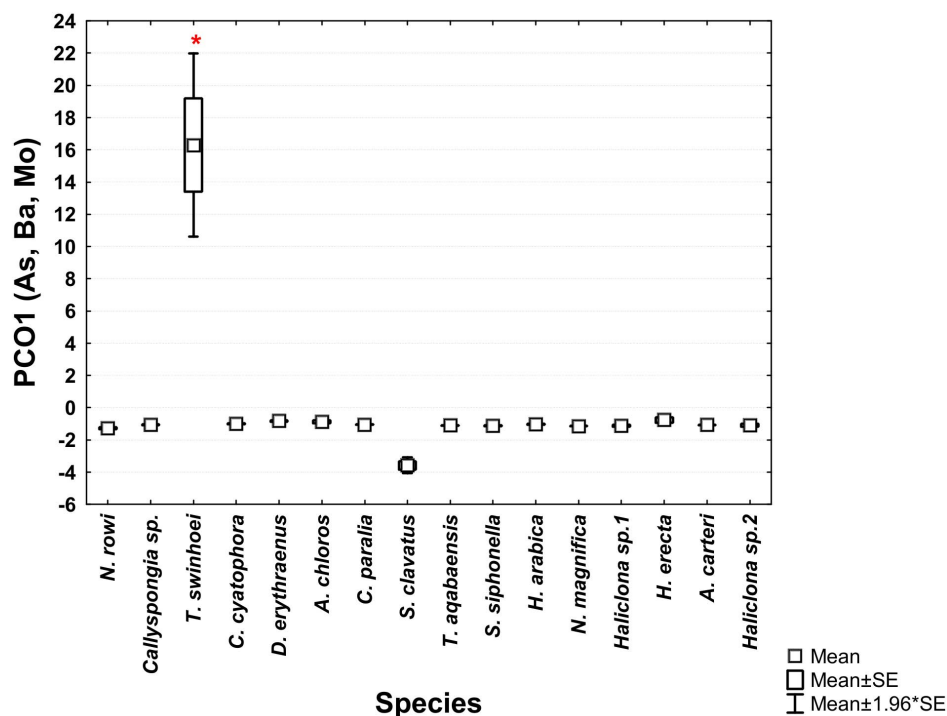 *
24
22
20
18
16
14
12
10
8
6
4
2
0
-2
-4
-6
PCO1 (As, Ba, Mo)
N. rowi
Callyspongia sp.
T. swinhoei
C. cyatophora
D. erythraenus
A. chloros
C. paralia
S. clavatus
T. aqabaensis
S. siphonella
H. arabica
N. magnifica
Haliclona sp.1
H. erecta
A. carteri
Haliclona sp.2
Species
Mean
Mean±SE
Mean±1.96*SE